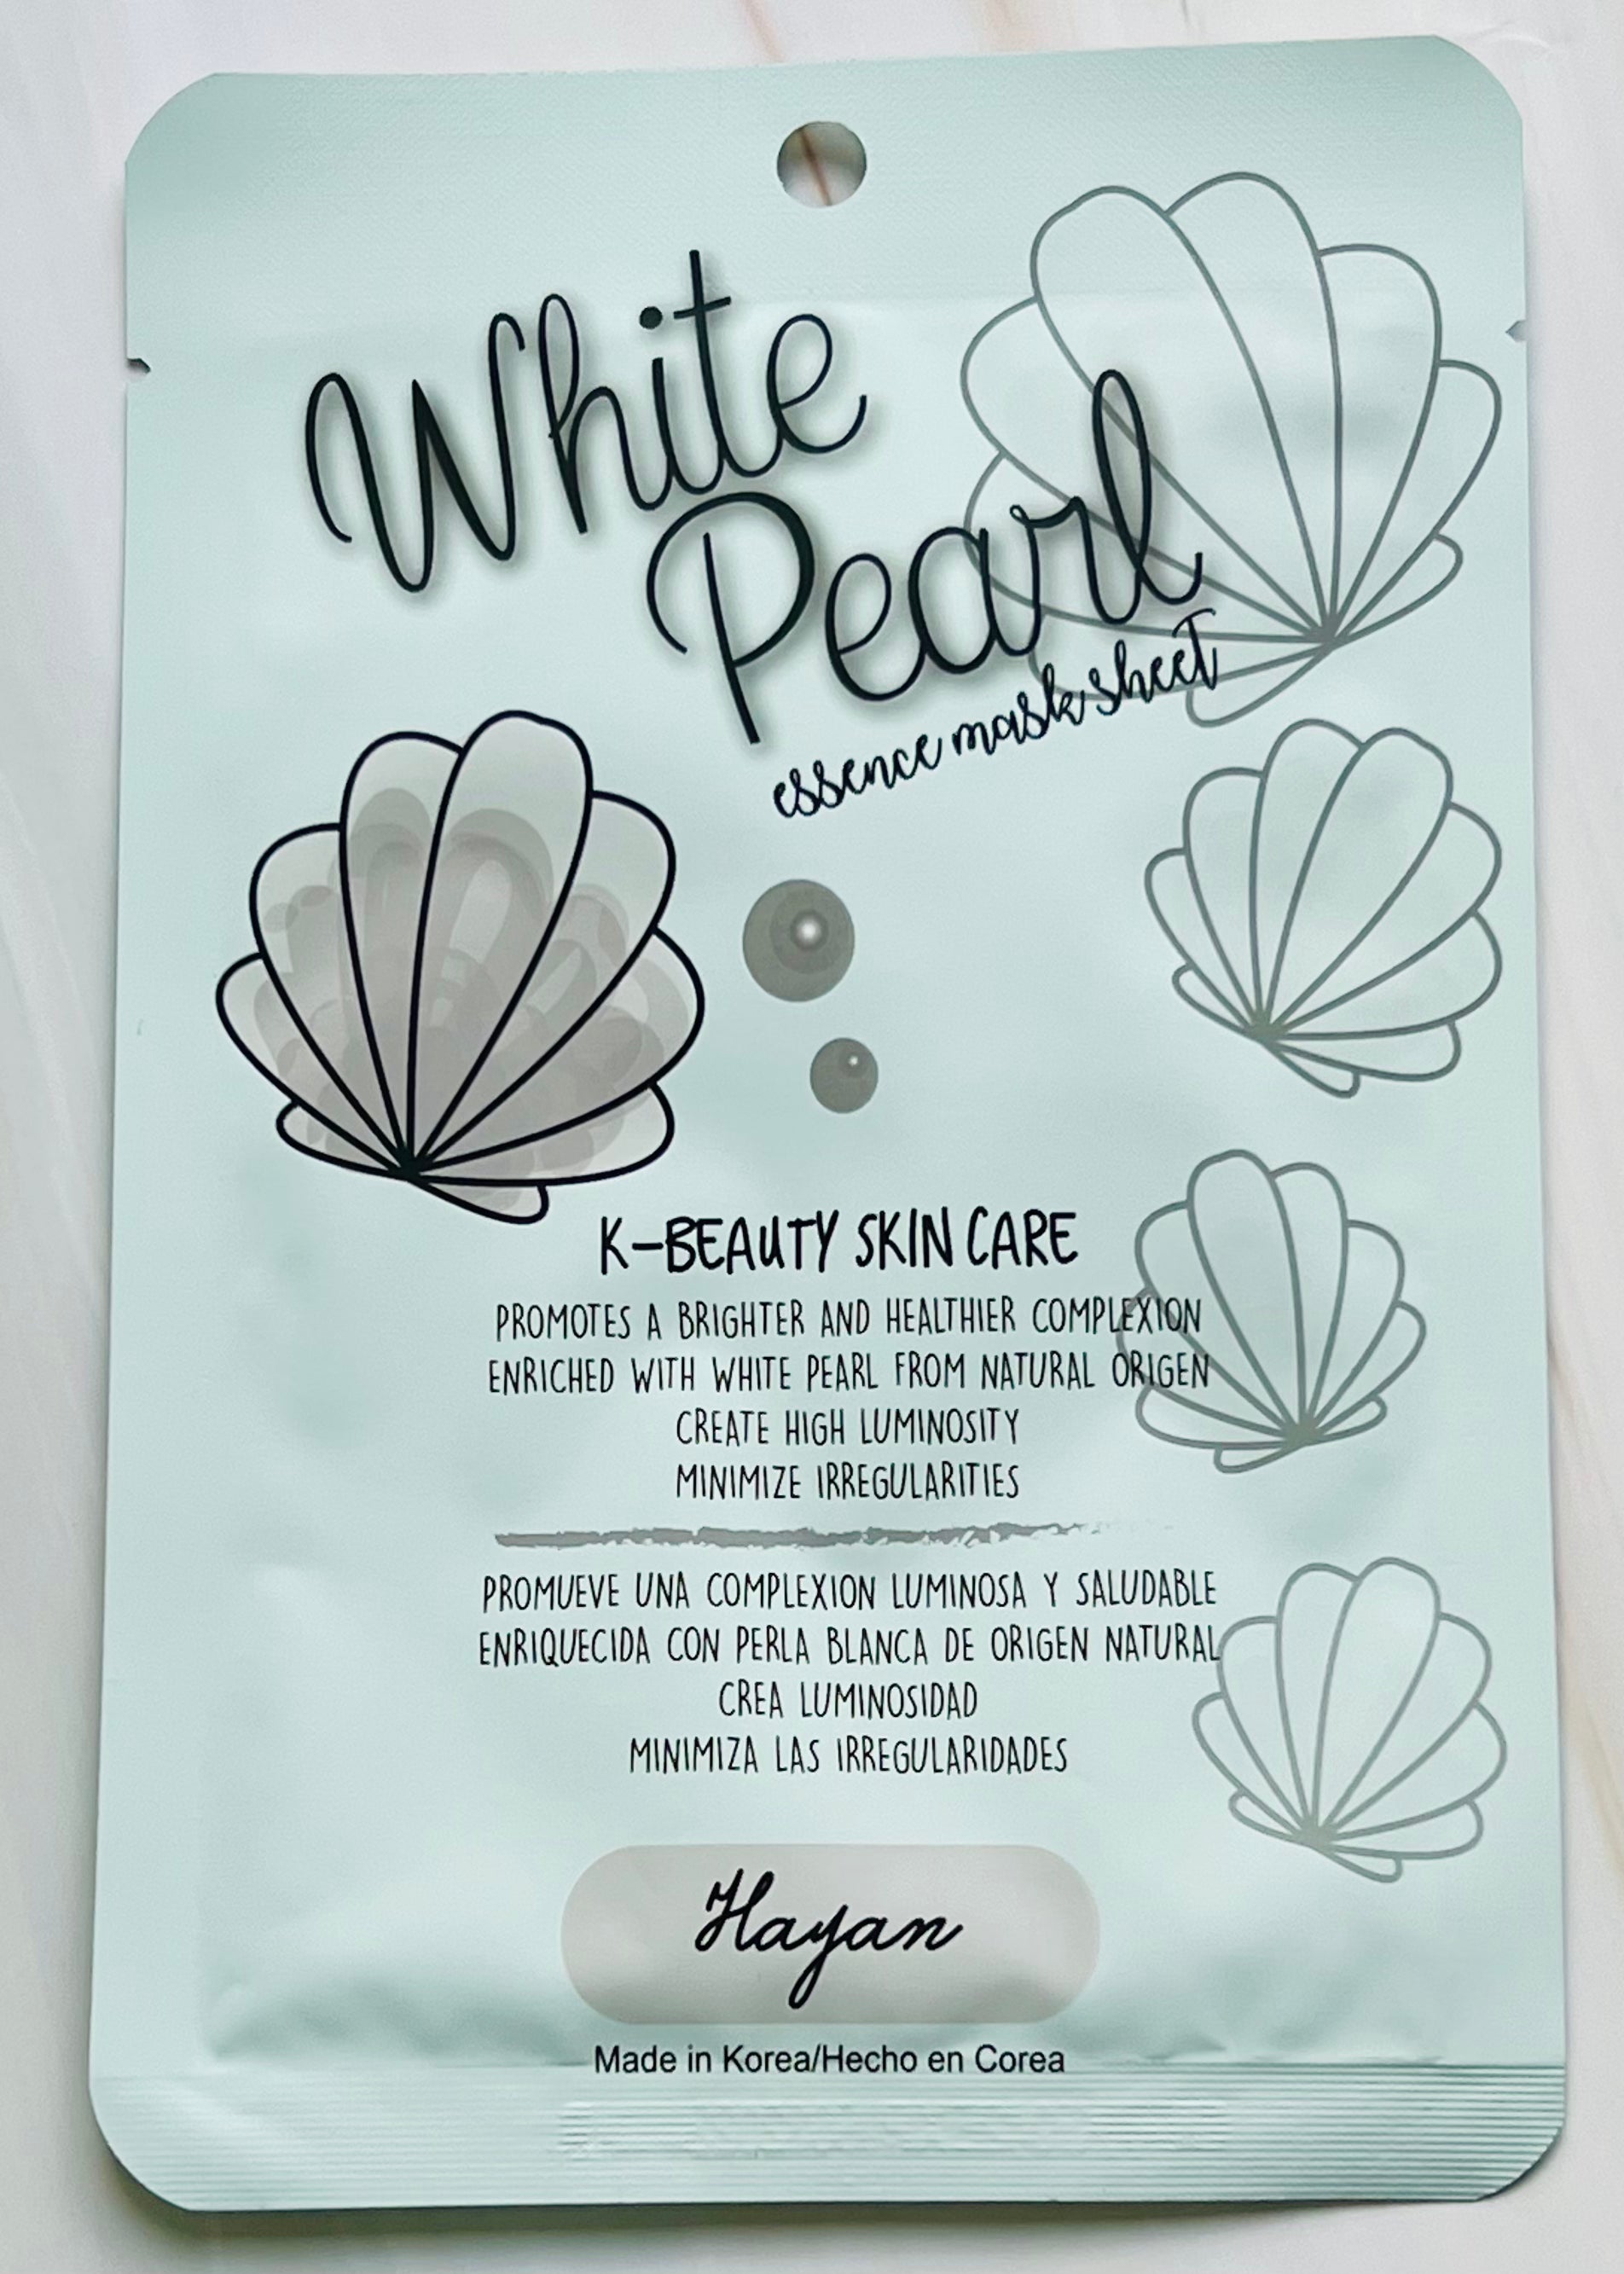 White
Pearl
essence mask sheet
K-BEAUTY SKIN CARE
PROMOTES A BRIGHTER AND HEALTHIER COMPLEXION
ENRICHED WITH WHITE PEARL FROM NATURAL ORIGEN
CREATE HIGH LUMINOSITY
MINIMIZE IRREGULARITIES
PROMUEVE UNA COMPLEXION LUMINOSA Y SALUDABLE
ENRIQUECIDA CON PERLA BLANCA DE ORIGEN NATURAL
CREA LUMINOSIDAD
MINIMIZA LAS IRREGULARIDADES
Hayan
Made in Korea/Hecho en Corea